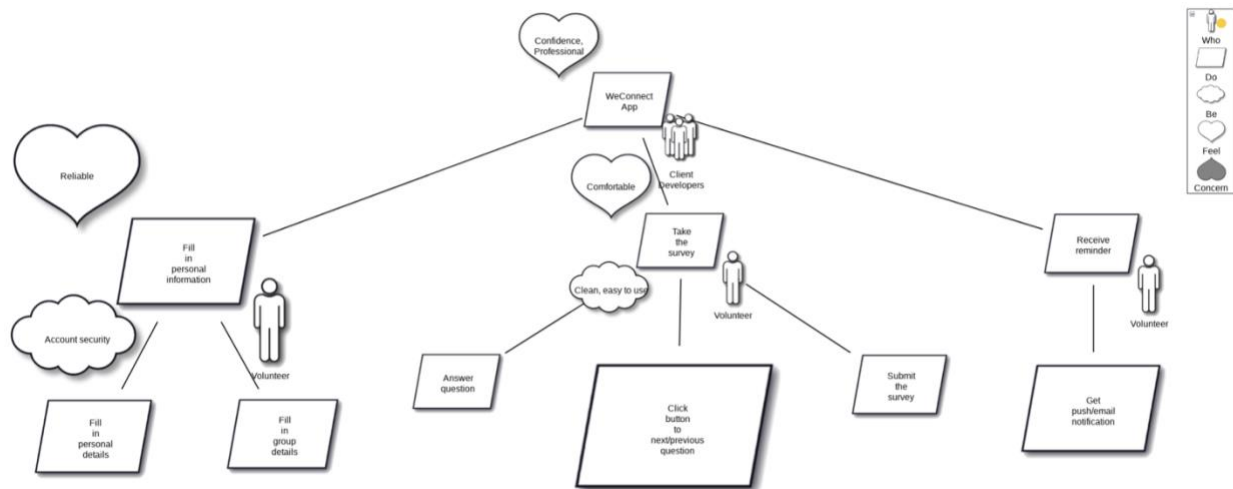 Confidence,
Professional
WeConnect
App
Client
Developers
Reliable
Comfortable
Fill
in
personal
information
Take
the
survey
Receive
reminder
Account security
Volunteer
Clean, easy to use
Volunteer
Volunteer
Fill
in
personal
details
Fill
in
group
details
Answer
question
Click
button
to
next/previous
question
Submit
the
survey
Get
push/email
notification
Who
Do
Be
Feel
Concern